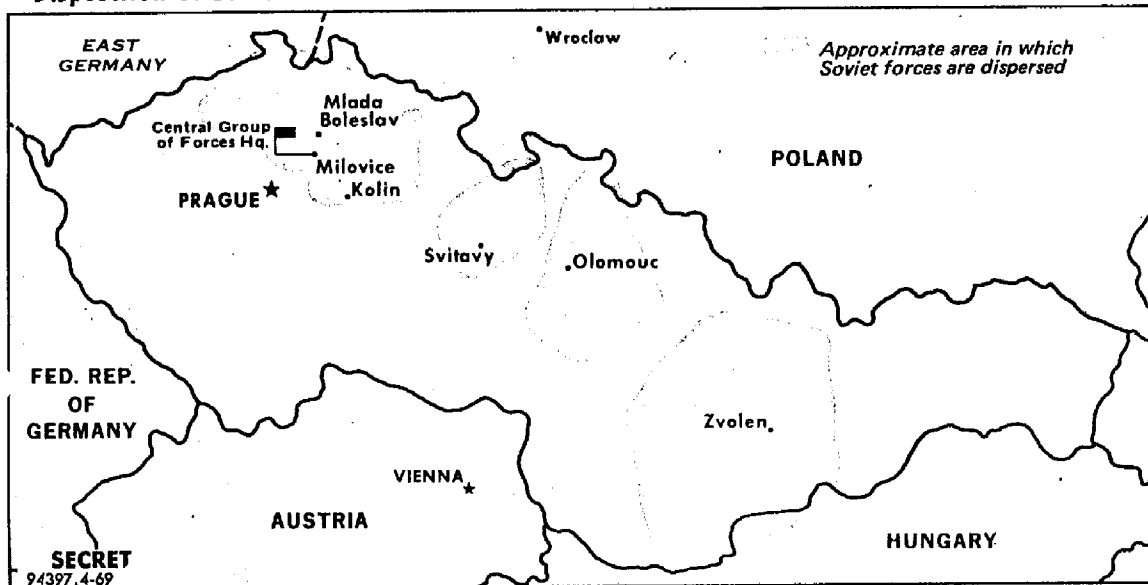 EAST
GERMANY
Wroclaw
Approximate area in which
Soviet forces are dispersed
Mlada
Boleslav
Central Group
of Forces Hq.
Milovice
Kolin
PRAGUE
POLAND
Svitavy
Olomouc
FED. REP.
OF
GERMANY
Zvolen
VIENNA
AUSTRIA
HUNGARY
SECRET
94397.4-69